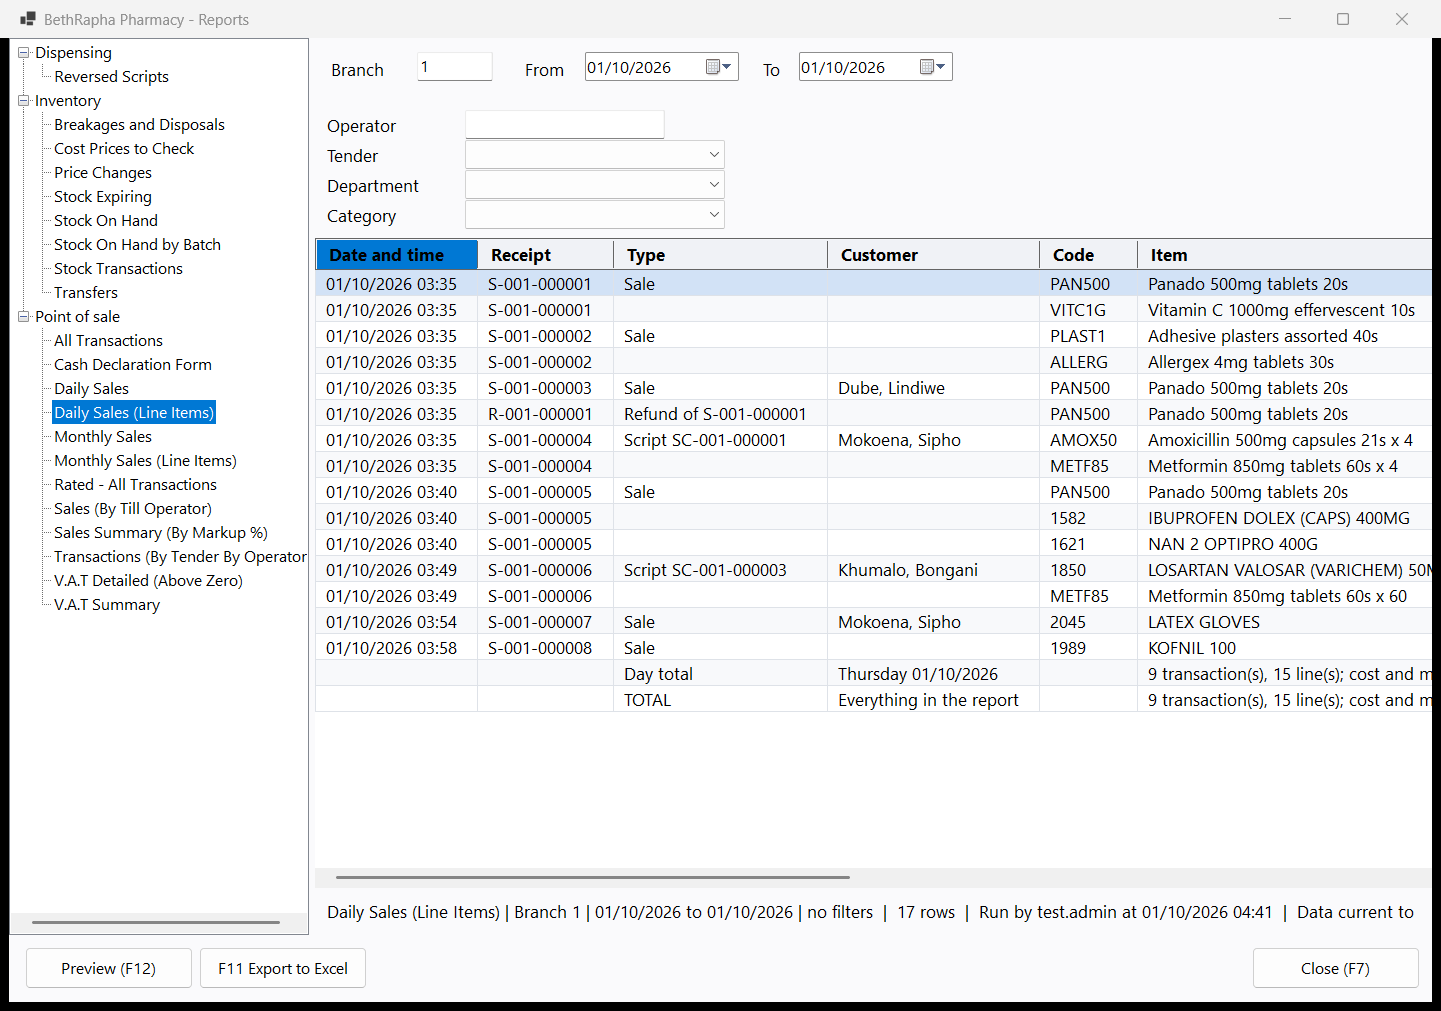 BethRapha Pharmacy - Reports
Dispensing
Reversed Scripts
Inventory
Breakages and Disposals
Cost Prices to Check
Price Changes
Stock Expiring
Stock On Hand
Stock On Hand by Batch
Stock Transactions
Transfers
Point of sale
All Transactions
Cash Declaration Form
Daily Sales
Daily Sales (Line Items)
Monthly Sales
Monthly Sales (Line Items)
Rated - All Transactions
Sales (By Till Operator)
Sales Summary (By Markup %)
Transactions (By Tender By Operator
V.A.T Detailed (Above Zero)
V.A.T Summary
Branch 1 From 01/10/2026 To 01/10/2026
Operator
Tender
Department
Category
Date and time Receipt Type Customer Code Item
01/10/2026 03:35 S-001-000001 Sale PAN500 Panado 500mg tablets 20s
01/10/2026 03:35 S-001-000001 VITC1G Vitamin C 1000mg effervescent 10s
01/10/2026 03:35 S-001-000002 Sale PLAST1 Adhesive plasters assorted 40s
01/10/2026 03:35 S-001-000002 ALLERG Allergex 4mg tablets 30s
01/10/2026 03:35 S-001-000003 Sale Dube, Lindiwe PAN500 Panado 500mg tablets 20s
01/10/2026 03:35 R-001-000001 Refund of S-001-000001 PAN500 Panado 500mg tablets 20s
01/10/2026 03:35 S-001-000004 Script SC-001-000001 Mokoena, Sipho AMOX50 Amoxicillin 500mg capsules 21s x 4
01/10/2026 03:35 S-001-000004 METF85 Metformin 850mg tablets 60s x 4
01/10/2026 03:40 S-001-000005 Sale PAN500 Panado 500mg tablets 20s
01/10/2026 03:40 S-001-000005 1582 IBUPROFEN DOLEX (CAPS) 400MG
01/10/2026 03:40 S-001-000005 1621 NAN 2 OPTIPRO 400G
01/10/2026 03:49 S-001-000006 Script SC-001-000003 Khumalo, Bongani 1850 LOSARTAN VALOSAR (VARICHEM) 50M
01/10/2026 03:49 S-001-000006 METF85 Metformin 850mg tablets 60s x 60
01/10/2026 03:54 S-001-000007 Sale Mokoena, Sipho 2045 LATEX GLOVES
01/10/2026 03:58 S-001-000008 Sale 1989 KOFNIL 100
Day total Thursday 01/10/2026 9 transaction(s), 15 line(s); cost and m
TOTAL Everything in the report 9 transaction(s), 15 line(s); cost and m
Daily Sales (Line Items) | Branch 1 | 01/10/2026 to 01/10/2026 | no filters | 17 rows | Run by test.admin at 01/10/2026 04:41 | Data current to
Preview (F12) F11 Export to Excel Close (F7)